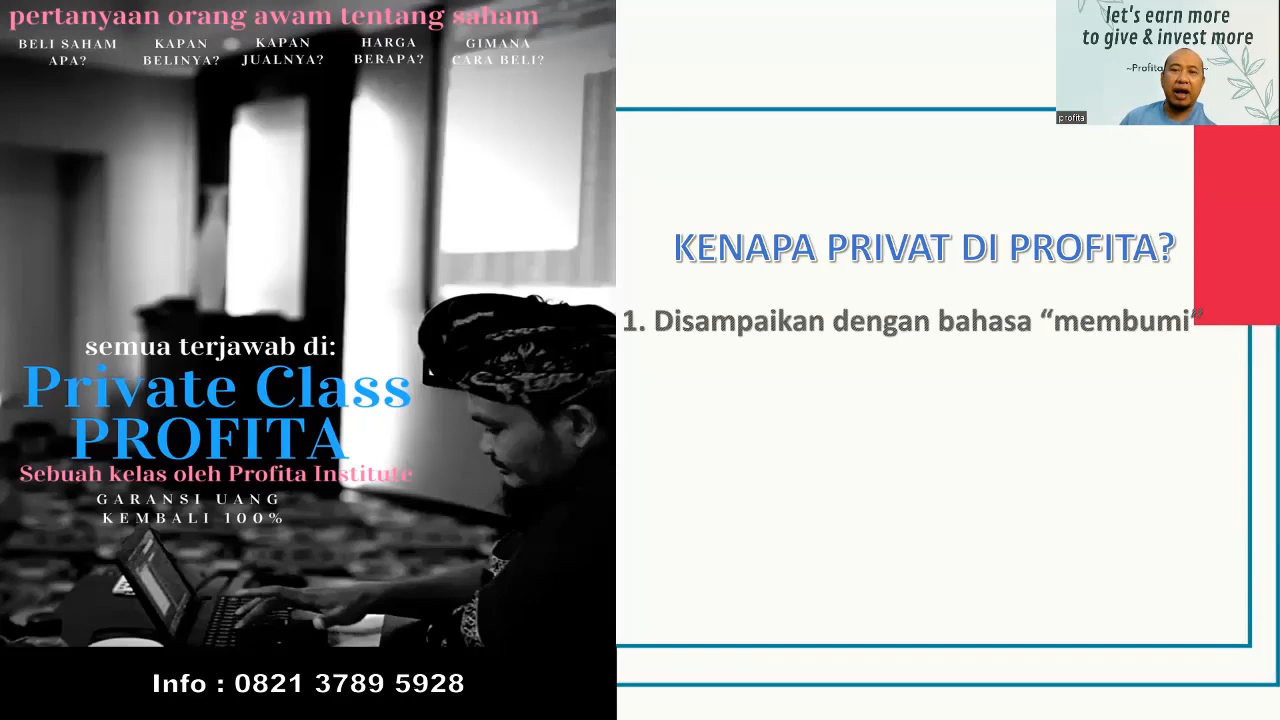 pertanyaan orang awam tentang saham
BELI SAHAM
APA?
KAPAN
BELINYA?
KAPAN
JUALNYA?
HARGA
BERAPA?
GIMANA
CARA BELI?
semua terjawab di:
Private Class
PROFITA
Sebuah kelas oleh Profita Institute
GARANSI UANG
KEMBALI 100%
Info : 0821 3789 5928
let's earn more
to give & invest more
~Profita
profita
KENAPA PRIVAT DI PROFITA?
1. Disampaikan dengan bahasa “membumi”